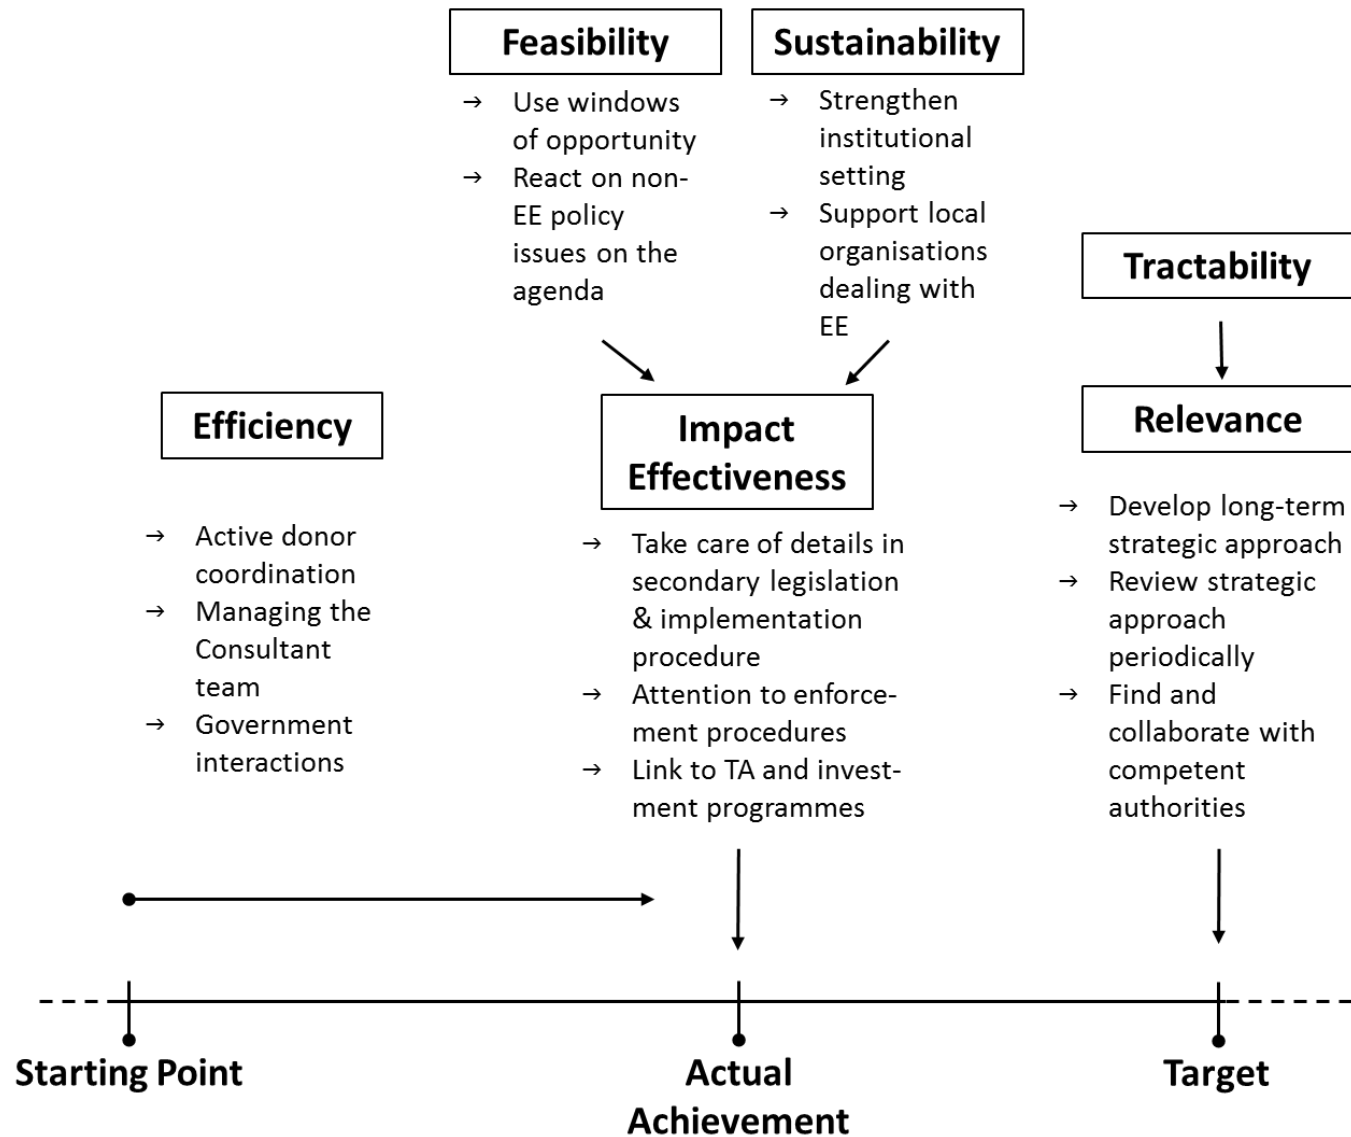 Feasibility
→ Use windows
of opportunity
→ React on non-
EE policy
issues on the
agenda
Sustainability
→ Strengthen
institutional
setting
→ Support local
organisations
dealing with
EE
Tractability
Efficiency
→ Active donor
coordination
→ Managing the
Consultant
team
→ Government
interactions
Impact
Effectiveness
→ Take care of details in
secondary legislation
& implementation
procedure
→ Attention to enforce-
ment procedures
→ Link to TA and invest-
ment programmes
Relevance
→ Develop long-term
strategic approach
→ Review strategic
approach
periodically
→ Find and
collaborate with
competent
authorities
Starting Point
Actual
Achievement
Target